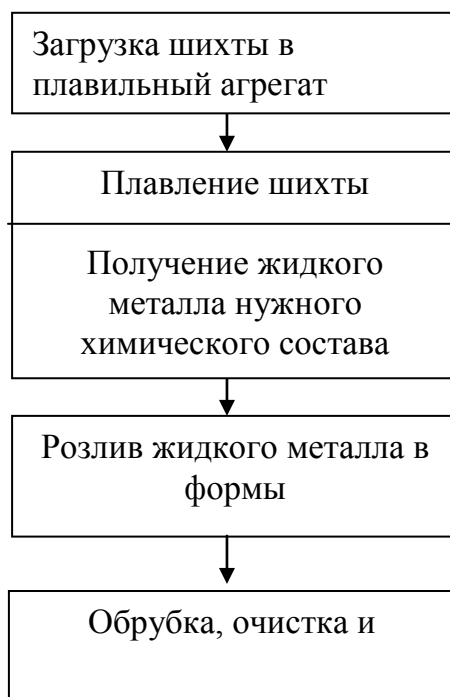 Загрузка шихты в
плавильный агрегат
Плавление шихты
Получение жидкого
металла нужного
химического состава
Розлив жидкого металла в
формы
Обрубка, очистка и